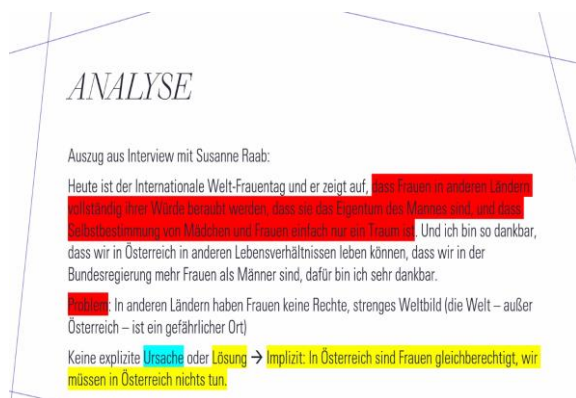 ANALYSE
Auszug aus Interview mit Susanne Raab:
Heute ist der Internationale Welt-Frauentag und er zeigt auf, dass Frauen in anderen Ländern
vollständig ihrer Würde beraubt werden, dass sie das Eigentum des Mannes sind, und dass
Selbstbestimmung von Mädchen und Frauen einfach nur ein Traum ist. Und ich bin so dankbar,
dass wir in Österreich in anderen Lebensverhältnissen leben können, dass wir in der
Bundesregierung mehr Frauen als Männer sind, dafür bin ich sehr dankbar.
Problem: In anderen Ländern haben Frauen keine Rechte, strenges Weltbild (die Welt – außer
Österreich – ist ein gefährlicher Ort)
Keine explizite Ursache oder Lösung → Implizit: In Österreich sind Frauen gleichberechtigt, wir
müssen in Österreich nichts tun.